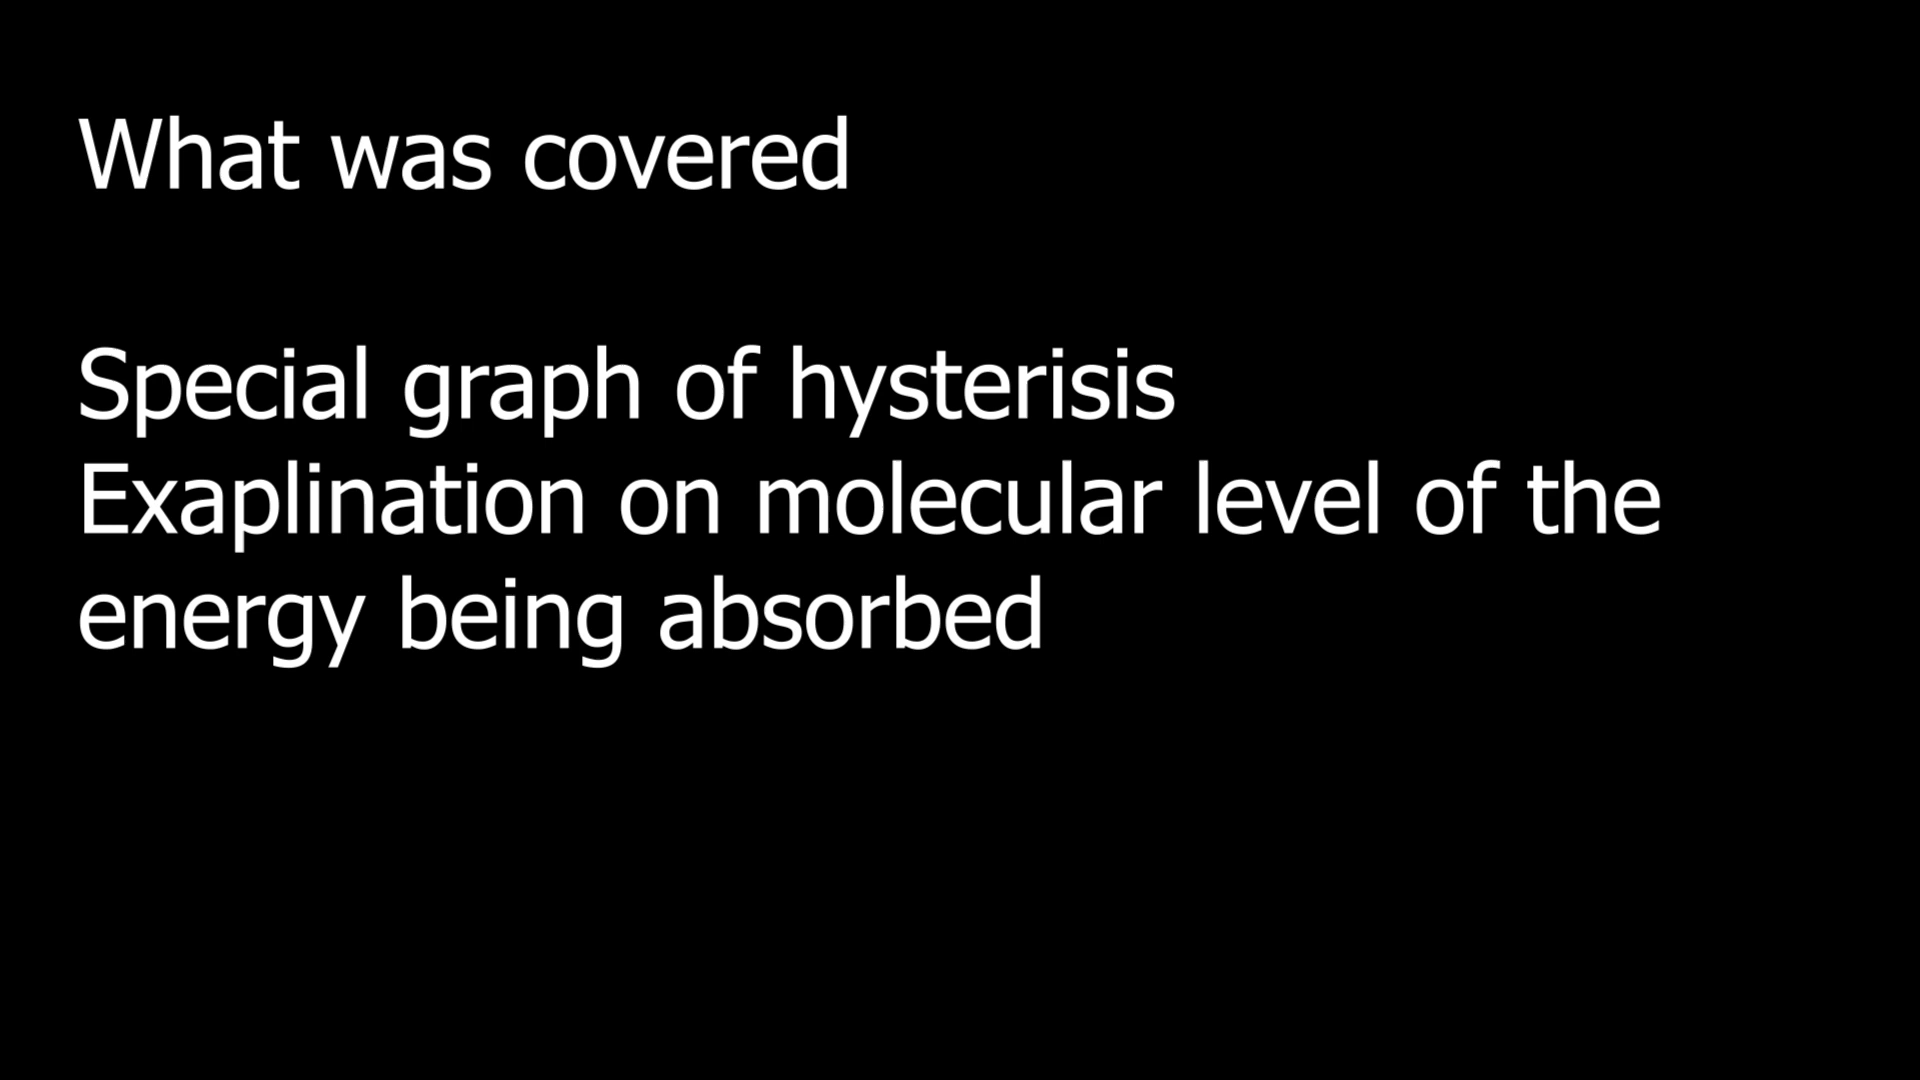 What was covered
Special graph of hysterisis
Exaplination on molecular level of the
energy being absorbed